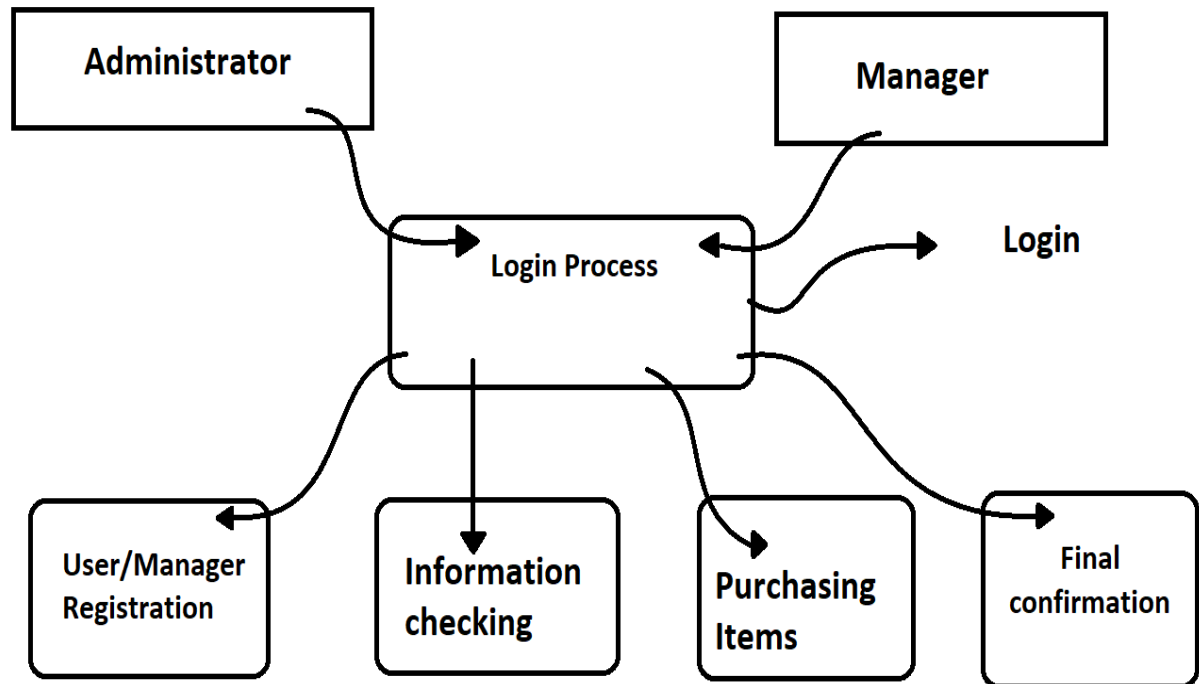 Administrator
Manager
Login
Login Process
User/Manager
Registration
Information
checking
Purchasing
Items
Final
confirmation